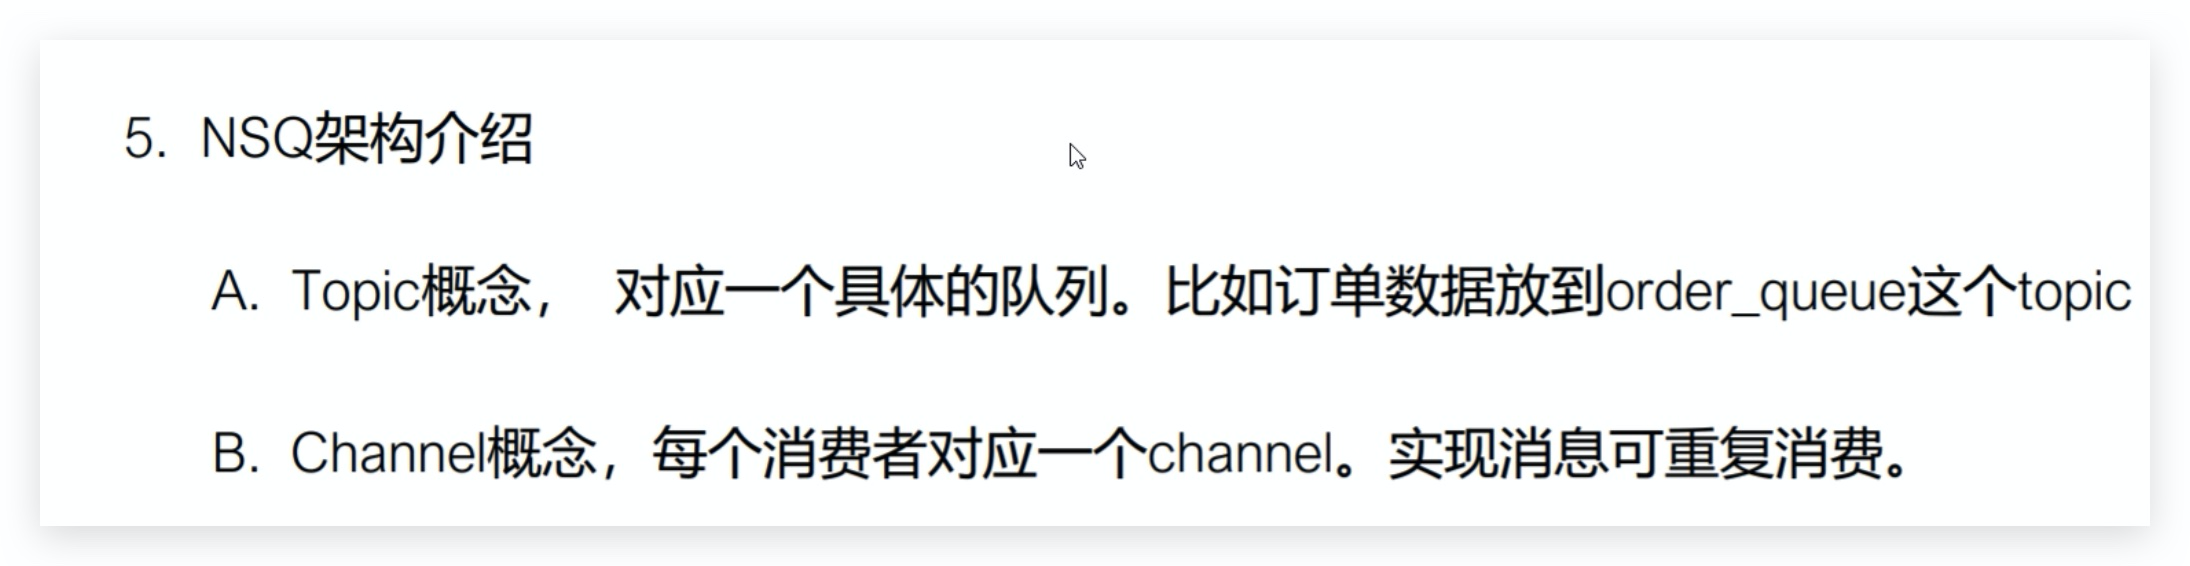 5. NSQ架构介绍
A. Topic概念， 对应一个具体的队列。比如订单数据放到order_queue这个topic
B. Channel概念，每个消费者对应一个channel。实现消息可重复消费。